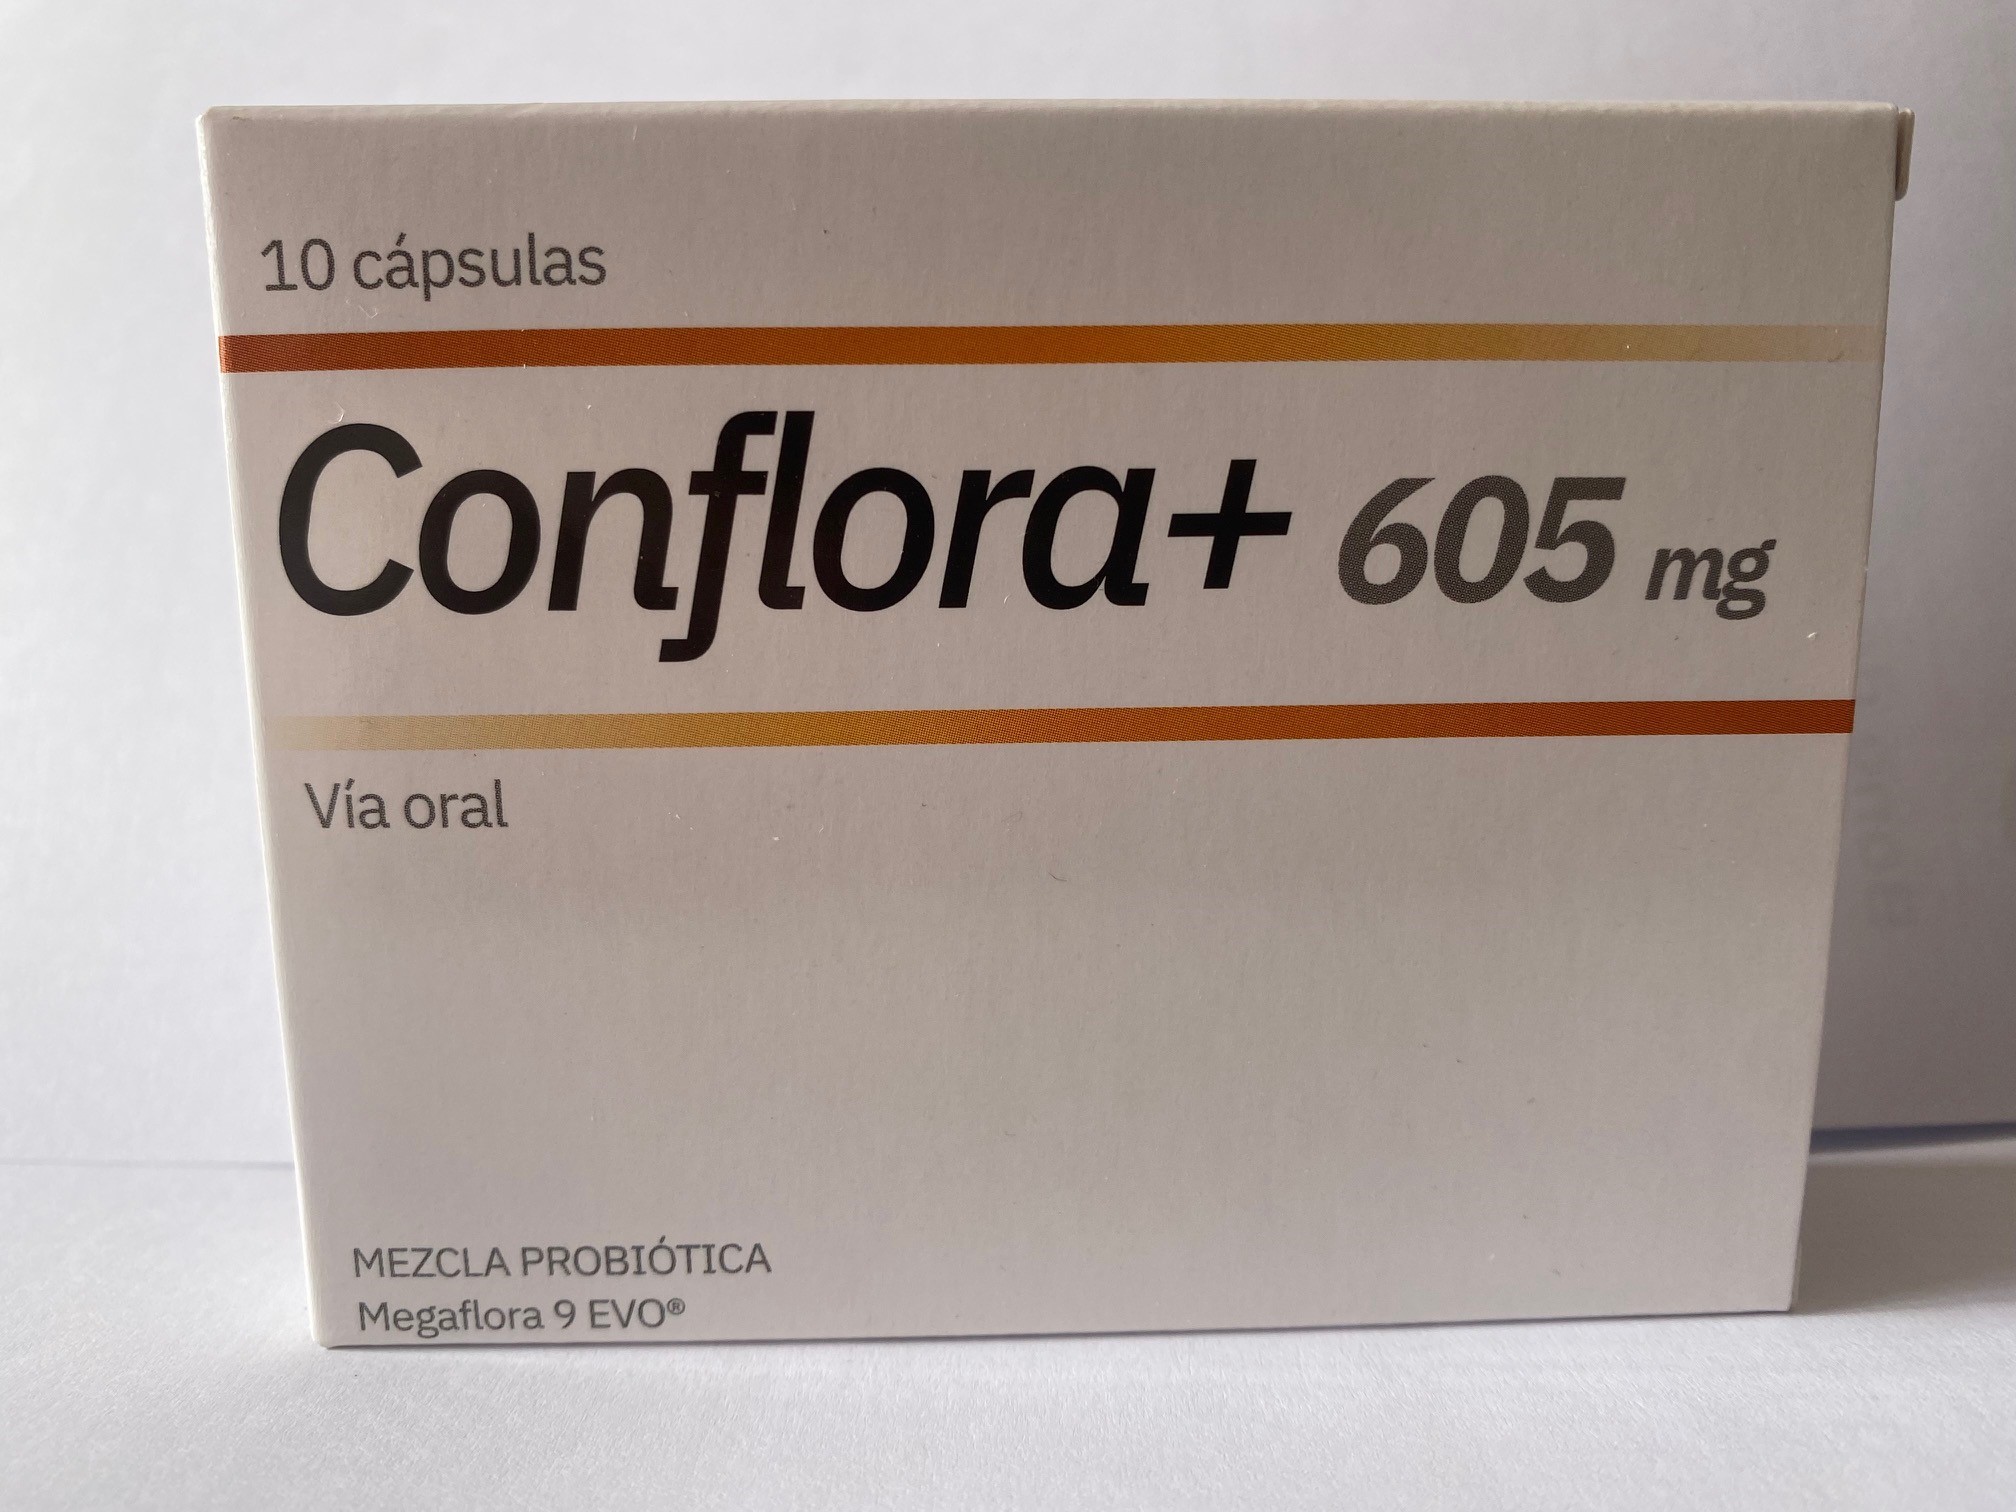 10 cápsulas
Conflora+ 605 mg
Vía oral
MEZCLA PROBIÓTICA
Megaflora 9 EVO®